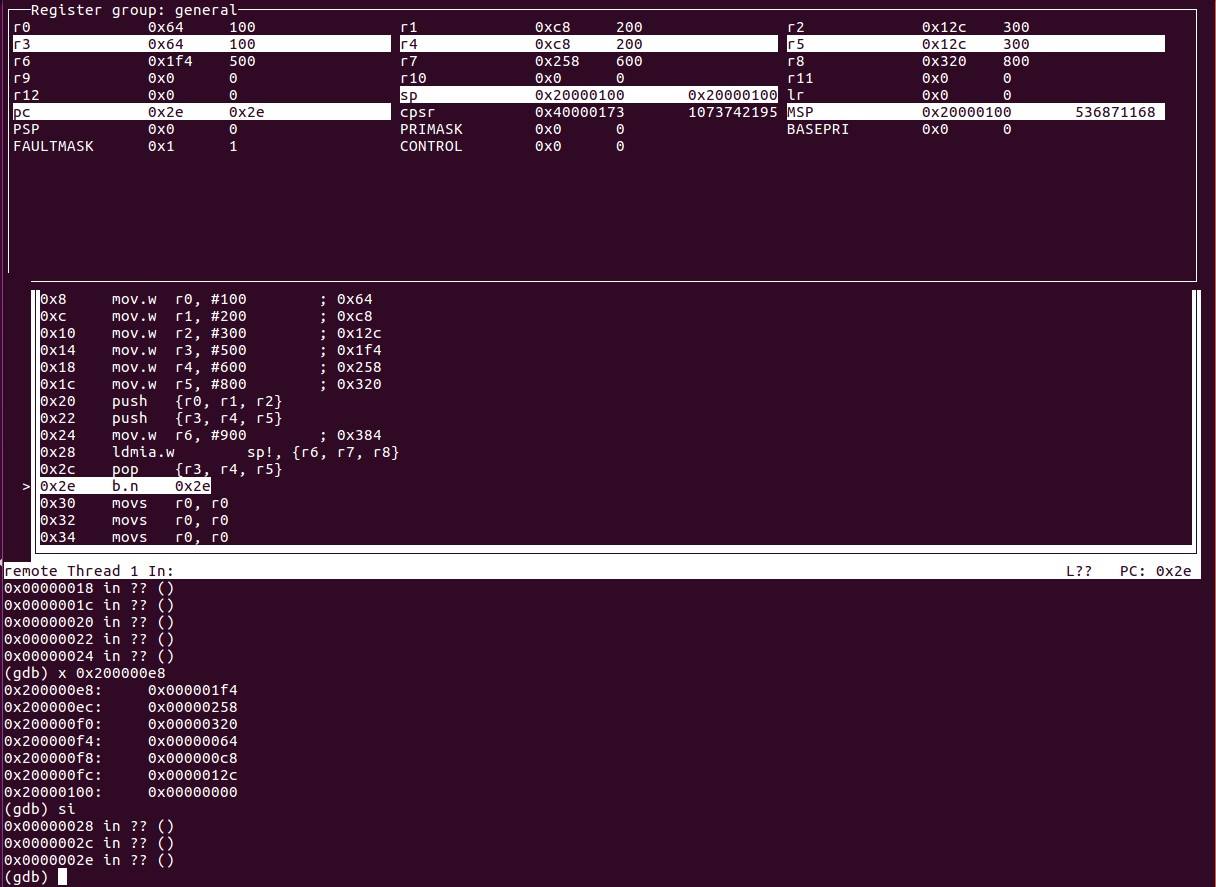 Register group: general
r0 0x64 100 r1 0xc8 200 r2 0x12c 300
r3 0x64 100 r4 0xc8 200 r5 0x12c 300
r6 0x1f4 500 r7 0x258 600 r8 0x320 800
r9 0x0 0 r10 0x0 0 r11 0x0 0
r12 0x0 0 sp 0x20000100 0x20000100 lr 0x0 0
pc 0x2e 0x2e cpsr 0x40000173 1073742195 MSP 0x20000100 536871168
PSP 0x0 0 PRIMASK 0x0 0 BASEPRI 0x0 0
FAULTMASK 0x1 1 CONTROL 0x0 0
0x8 mov.w r0, #100 ; 0x64
0xc mov.w r1, #200 ; 0xc8
0x10 mov.w r2, #300 ; 0x12c
0x14 mov.w r3, #500 ; 0x1f4
0x18 mov.w r4, #600 ; 0x258
0x1c mov.w r5, #800 ; 0x320
0x20 push {r0, r1, r2}
0x22 push {r3, r4, r5}
0x24 mov.w r6, #900 ; 0x384
0x28 ldmia.w sp!, {r6, r7, r8}
0x2c pop {r3, r4, r5}
>0x2e b.n 0x2e
0x30 movs r0, r0
0x32 movs r0, r0
0x34 movs r0, r0
remote Thread 1 In: L?? PC: 0x2e
0x00000018 in ?? ()
0x0000001c in ?? ()
0x00000020 in ?? ()
0x00000022 in ?? ()
0x00000024 in ?? ()
(gdb) x 0x200000e8
0x200000e8: 0x000001f4
0x200000ec: 0x00000258
0x200000f0: 0x00000320
0x200000f4: 0x00000064
0x200000f8: 0x000000c8
0x200000fc: 0x0000012c
0x20000100: 0x00000000
(gdb) si
0x00000028 in ?? ()
0x0000002c in ?? ()
0x0000002e in ?? ()
(gdb)